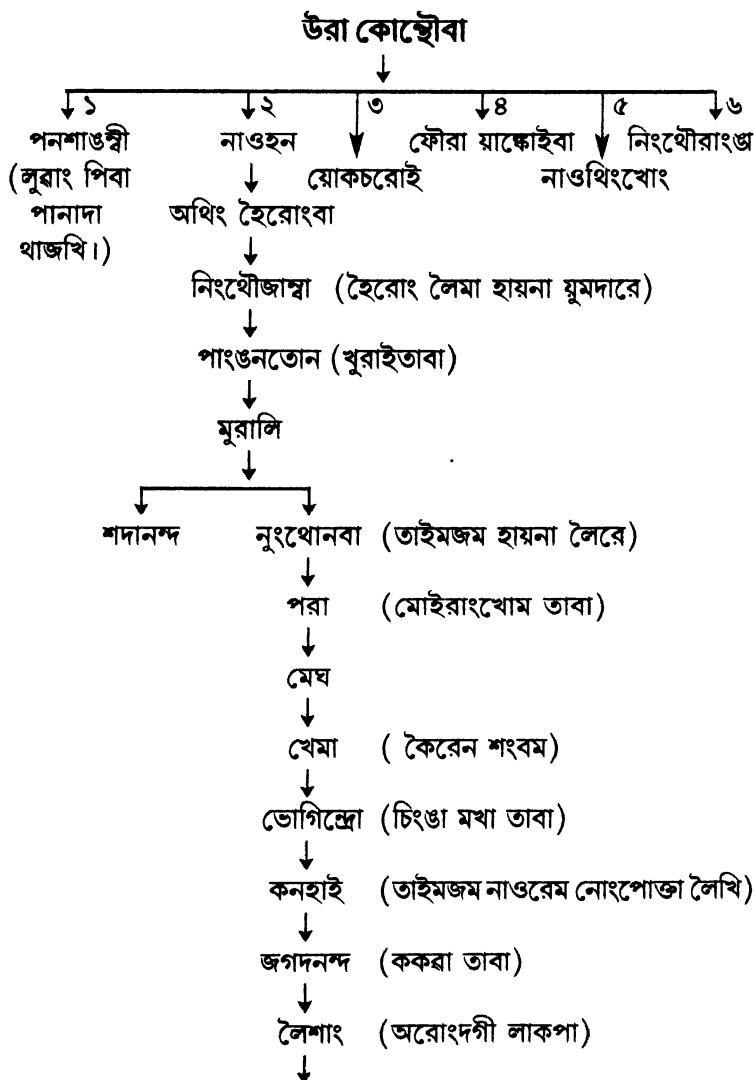 উরা কোন্থৌবা
১ ২ ৩ ৪ ৫ ৬
পনশাঙম্বী নাওহন ফৌরা য়াঙ্কোইবা নিংথৌরাংঙা
(লুৱাং পিবা য়োকচরোই নাওথিংখোং
পানাদা অথিং হৈরোংবা
থাজখি।)
নিংথৌজাম্বা (হৈরোং লৈমা হায়না য়ুমদারে)
পাংঙনতোন (খুরাইতাবা)
মুরালি
শদানন্দ নুংথোনবা (তাইমজম হায়না লৈরে)
পরা (মোইরাংখোম তাবা)
মেঘ
খেমা ( কৈরেন শংবম)
ভোগিন্দ্রো (চিংঙা মখা তাবা)
কনহাই (তাইমজম নাওরেম নোংপোক্তা লৈখি)
জগদনন্দ (ককৱা তাবা)
লৈশাং (অরোংদগী লাকপা)